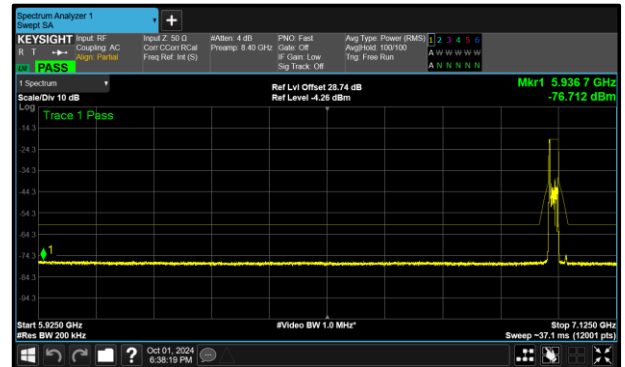 Spectrum Analyzer 1
Swept SA
+
KEYSIGHT
R T
PASS
Input: RF
Coupling: AC
Align: Partial
Input Z: 50 Ω
Corr CCorr RCal
Freq Ref: Int (S)
#Atten: 4 dB
Preamp: 8.40 GHz
PNO: Fast
Gate: Off
IF Gain: Low
Sig Track: Off
Avg Type: Power (RMS)
Avg|Hold: 100/100
Trig: Free Run
1 2 3 4 5 6
A W W W W W
A N N N N N
1 Spectrum
Scale/Div 10 dB
Ref Lvl Offset 28.74 dB
Ref Level -4.26 dBm
Mkr1 5.936 7 GHz
-76.712 dBm
Log
Trace 1 Pass
-14.3
-24.3
-34.3
-44.3
-54.3
-64.3
-74.3
1
-84.3
-94.3
Start 5.9250 GHz
#Res BW 200 kHz
#Video BW 1.0 MHz*
Stop 7.1250 GHz
Sweep ~37.1 ms (12001 pts)
?
Oct 01, 2024
6:38:19 PM